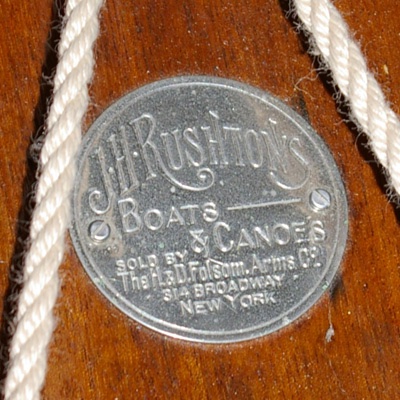 J.H. RUSHTON'S
BOATS
& CANOES
SOLD BY
The H.&D. Folsom. Arms Co.
314 BROADWAY
NEW YORK